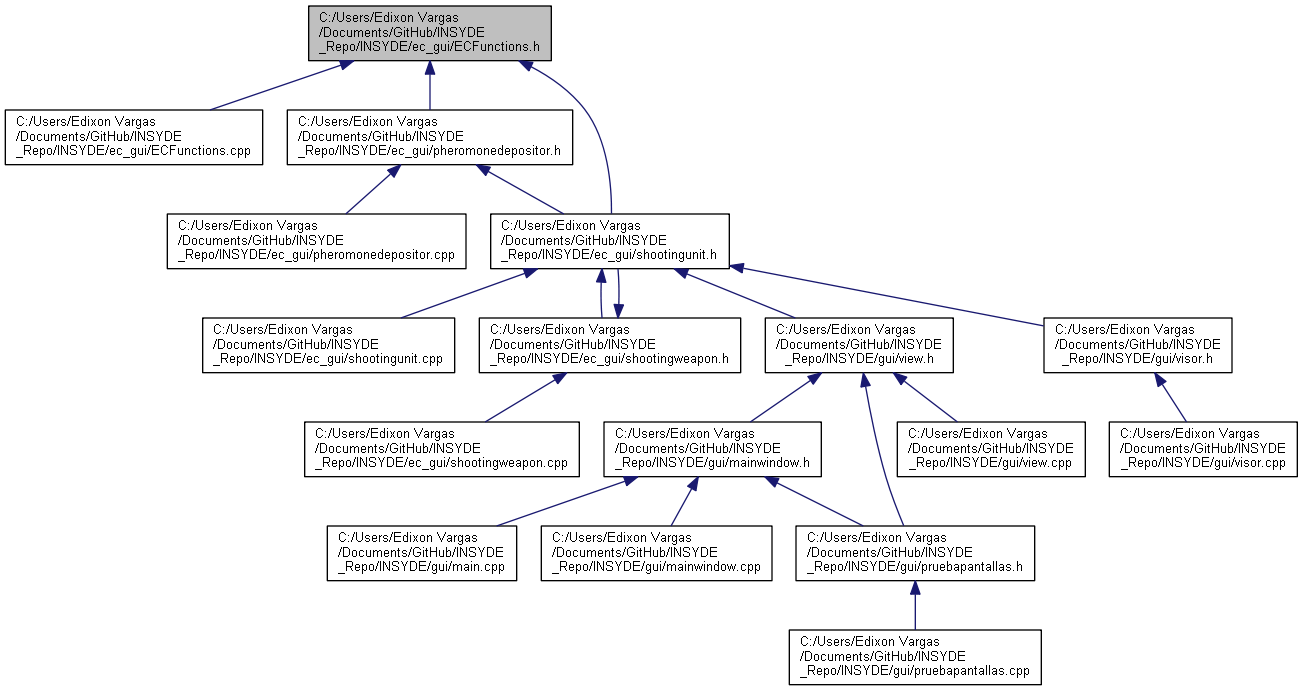 C:/Users/Edixon Vargas
/Documents/GitHub/INSYDE
_Repo/INSYDE/ec_gui/ECFunctions.h
C:/Users/Edixon Vargas
/Documents/GitHub/INSYDE
_Repo/INSYDE/ec_gui/ECFunctions.cpp
C:/Users/Edixon Vargas
/Documents/GitHub/INSYDE
_Repo/INSYDE/ec_gui/pheromonedepositor.h
C:/Users/Edixon Vargas
/Documents/GitHub/INSYDE
_Repo/INSYDE/ec_gui/pheromonedepositor.cpp
C:/Users/Edixon Vargas
/Documents/GitHub/INSYDE
_Repo/INSYDE/ec_gui/shootingunit.h
C:/Users/Edixon Vargas
/Documents/GitHub/INSYDE
_Repo/INSYDE/ec_gui/shootingunit.cpp
C:/Users/Edixon Vargas
/Documents/GitHub/INSYDE
_Repo/INSYDE/ec_gui/shootingweapon.h
C:/Users/Edixon Vargas
/Documents/GitHub/INSYDE
_Repo/INSYDE/gui/view.h
C:/Users/Edixon Vargas
/Documents/GitHub/INSYDE
_Repo/INSYDE/gui/visor.h
C:/Users/Edixon Vargas
/Documents/GitHub/INSYDE
_Repo/INSYDE/ec_gui/shootingweapon.cpp
C:/Users/Edixon Vargas
/Documents/GitHub/INSYDE
_Repo/INSYDE/gui/mainwindow.h
C:/Users/Edixon Vargas
/Documents/GitHub/INSYDE
_Repo/INSYDE/gui/view.cpp
C:/Users/Edixon Vargas
/Documents/GitHub/INSYDE
_Repo/INSYDE/gui/visor.cpp
C:/Users/Edixon Vargas
/Documents/GitHub/INSYDE
_Repo/INSYDE/gui/main.cpp
C:/Users/Edixon Vargas
/Documents/GitHub/INSYDE
_Repo/INSYDE/gui/mainwindow.cpp
C:/Users/Edixon Vargas
/Documents/GitHub/INSYDE
_Repo/INSYDE/gui/pruebapantallas.h
C:/Users/Edixon Vargas
/Documents/GitHub/INSYDE
_Repo/INSYDE/gui/pruebapantallas.cpp